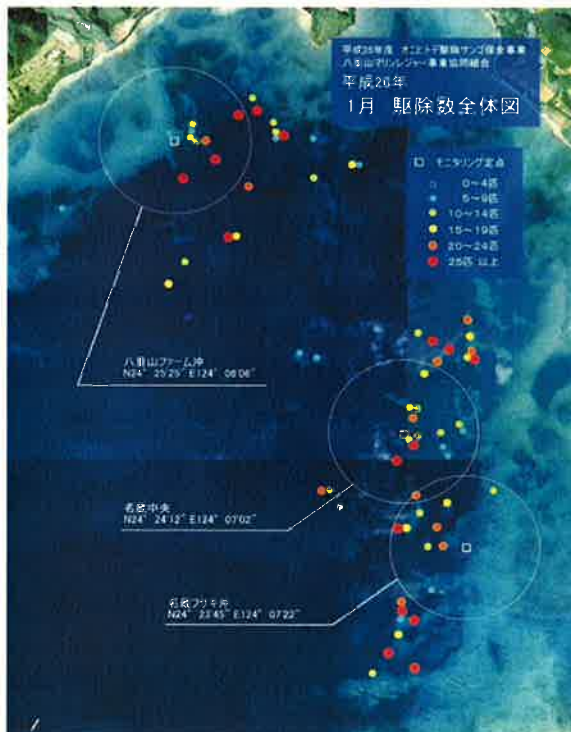 平成26年度 オニヒトデ駆除サンゴ保全事業
八重山マリンレジャー事業協同組合
平成26年
1月 駆除数全体図
モニタリング定点
0～4匹
5～9匹
10～14匹
15～19匹
20～24匹
25匹 以上
八重山ファーム沖
N24° 25'25" E124° 06'06"
名蔵中央
N24° 24'12" E124° 07'02"
名蔵フサキ沖
N24° 23'45" E124° 07'22"